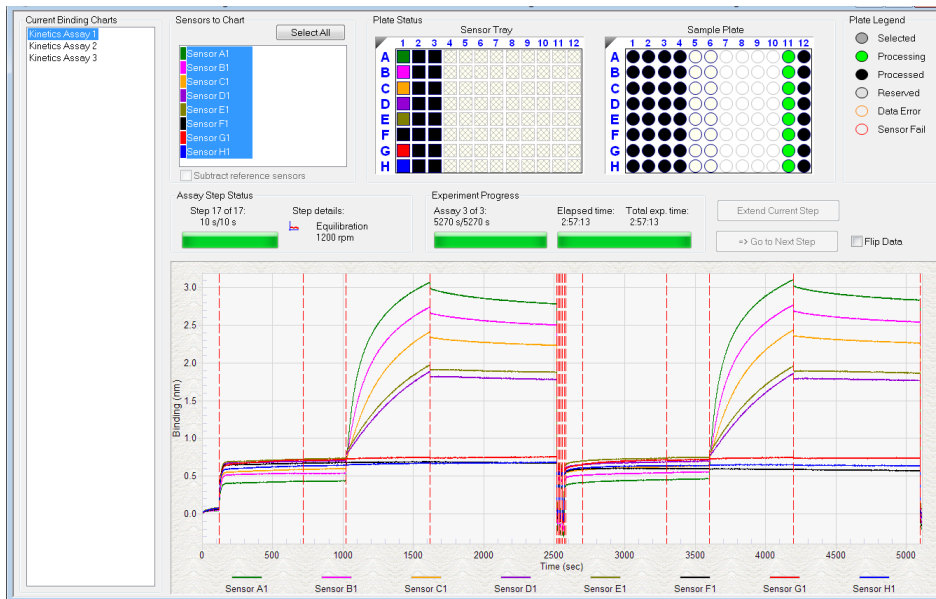 Current Binding Charts
Kinetics Assay 1
Kinetics Assay 2
Kinetics Assay 3
Sensors to Chart
Select All
Sensor A1
Sensor B1
Sensor C1
Sensor D1
Sensor E1
Sensor F1
Sensor G1
Sensor H1
Subtract reference sensors
Plate Status
Sensor Tray
1 2 3 4 5 6 7 8 9 10 11 12
A
B
C
D
E
F
G
H
Sample Plate
1 2 3 4 5 6 7 8 9 10 11 12
A
B
C
D
E
F
G
H
Plate Legend
Selected
Processing
Processed
Reserved
Data Error
Sensor Fail
Assay Step Status
Step 17 of 17:
10 s/10 s
Step details:
Equilibration
1200 rpm
Experiment Progress
Assay 3 of 3:
5270 s/5270 s
Elapsed time:
2:57:13
Total exp. time:
2:57:13
Extend Current Step
=> Go to Next Step
Flip Data
Binding (nm)
3.0
2.5
2.0
1.5
1.0
0.5
0.0
0 500 1000 1500 2000 2500 3000 3500 4000 4500 5000
Time (sec)
Sensor A1 Sensor B1 Sensor C1 Sensor D1 Sensor E1 Sensor F1 Sensor G1 Sensor H1